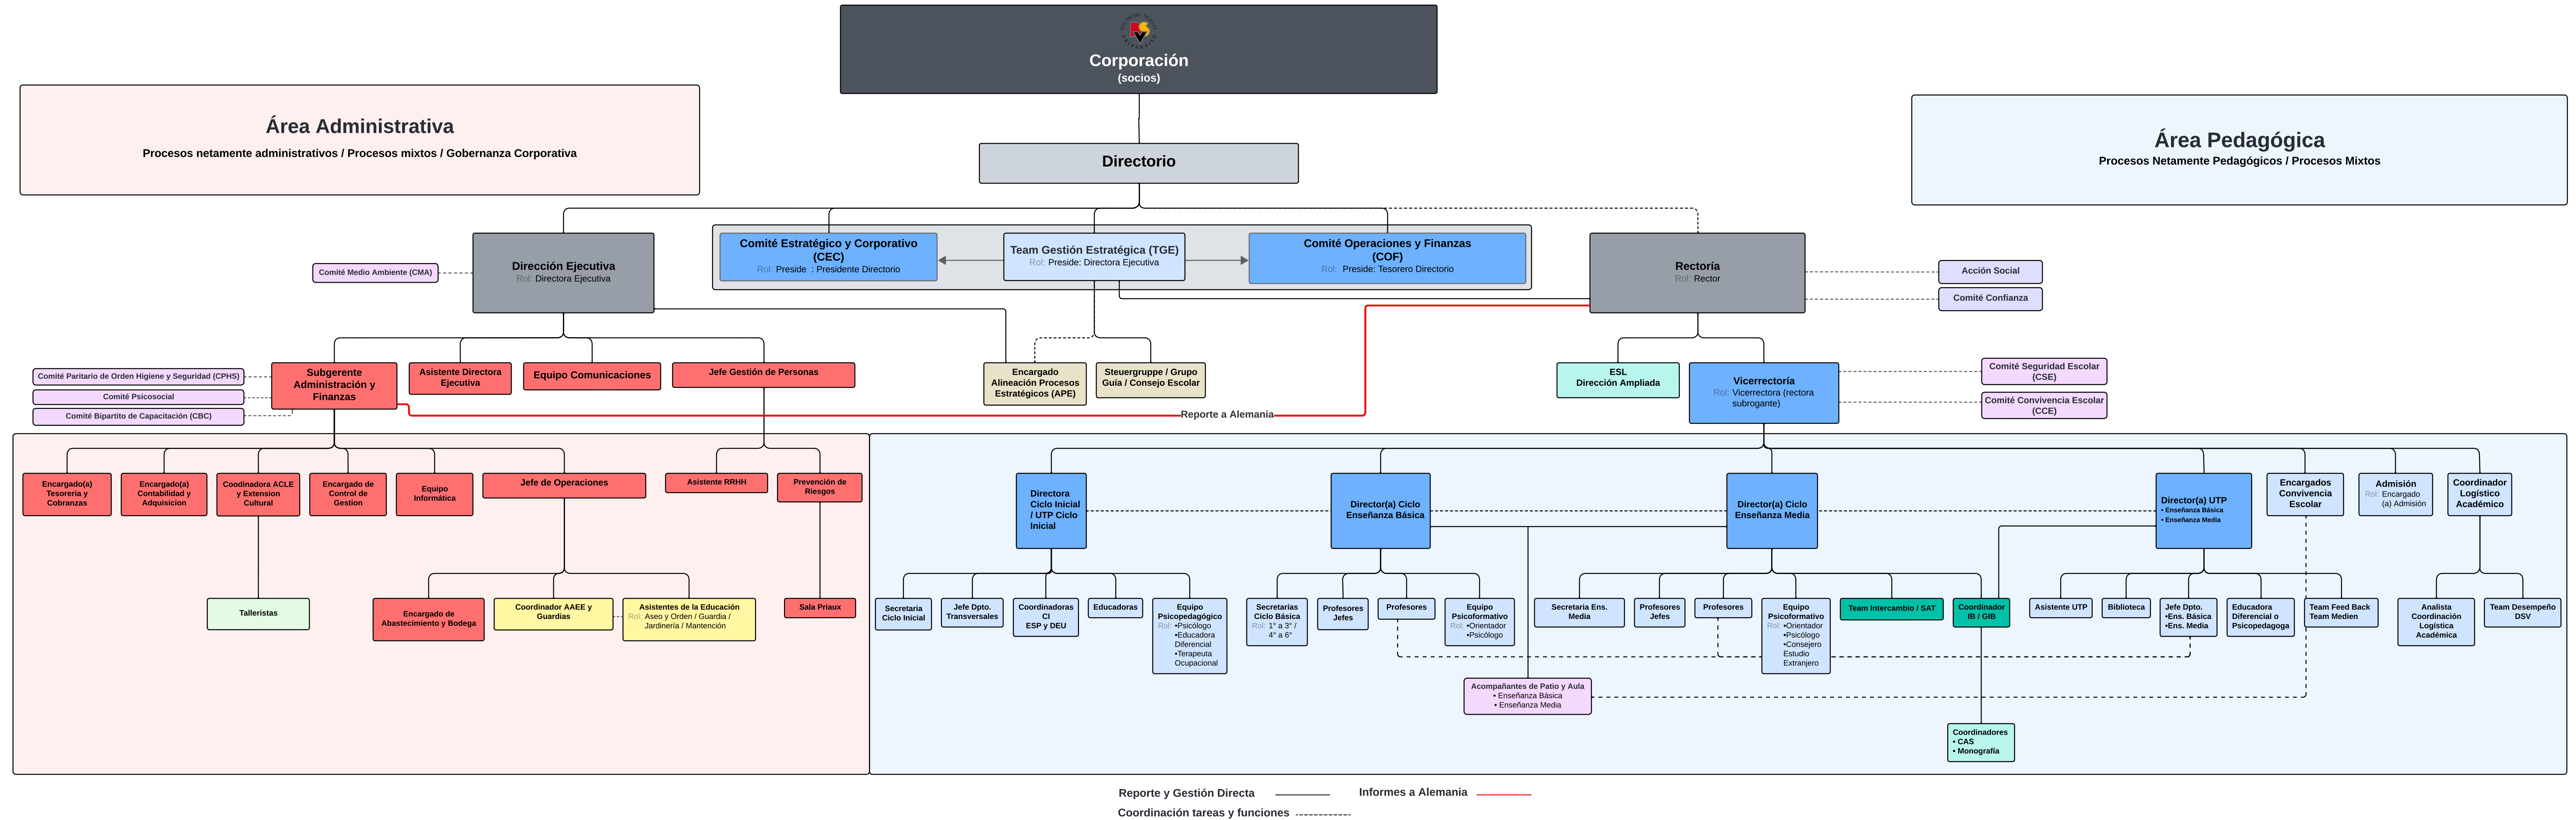 Corporación
(socios)
Área Administrativa
Procesos netamente administrativos / Procesos mixtos / Gobernanza Corporativa
Área Pedagógica
Procesos Netamente Pedagógicos / Procesos Mixtos
Directorio
Dirección Ejecutiva
Rol: Directora Ejecutiva
Comité Medio Ambiente (CMA)
Comité Estratégico y Corporativo
(CEC)
Rol: Preside : Presidente Directorio
Team Gestión Estratégica (TGE)
Rol: Preside: Directora Ejecutiva
Comité Operaciones y Finanzas
(COF)
Rol: Preside: Tesorero Directorio
Rectoría
Rol: Rector
Acción Social
Comité Confianza
Comité Paritario de Orden Higiene y Seguridad (CPHS)
Comité Psicosocial
Comité Bipartito de Capacitación (CBC)
Subgerente
Administración y
Finanzas
Asistente Directora
Ejecutiva
Equipo Comunicaciones
Jefe Gestión de Personas
Encargado
Alineación Procesos
Estratégicos (APE)
Steuergruppe / Grupo
Guía / Consejo Escolar
Reporte a Alemania
ESL
Dirección Ampliada
Vicerrectoría
Rol: Vicerrectora (rectora
subrogante)
Comité Seguridad Escolar
(CSE)
Comité Convivencia Escolar
(CCE)
Encargado(a)
Tesoreria y
Cobranzas
Encargado(a)
Contabilidad y
Adquisicion
Coodinadora ACLE
y Extension
Cultural
Encargado de
Control de
Gestion
Equipo
Informática
Jefe de Operaciones
Asistente RRHH
Prevención de
Riesgos
Directora
Ciclo Inicial
/ UTP Ciclo
Inicial
Director(a) Ciclo
Enseñanza Básica
Director(a) Ciclo
Enseñanza Media
Director(a) UTP
• Enseñanza Básica
• Enseñanza Media
Encargados
Convivencia
Escolar
Admisión
Rol: Encargado
(a) Admisión
Coordinador
Logístico
Académico
Talleristas
Encargado de
Abastecimiento y Bodega
Coordinador AAEE y
Guardias
Asistentes de la Educación
Rol: Aseo y Orden / Guardia /
Jardinería / Mantención
Sala Priaux
Secretaria
Ciclo Inicial
Jefe Dpto.
Transversales
Coordinadoras
CI
ESP y DEU
Educadoras
Equipo
Psicopedagógico
Rol: •Psicólogo
•Educadora
Diferencial
•Terapeuta
Ocupacional
Secretarías
Ciclo Básica
Rol: 1° a 3° /
4° a 6°
Profesores
Jefes
Profesores
Equipo
Psicoformativo
Rol: •Orientador
•Psicólogo
Secretaria Ens.
Media
Profesores
Jefes
Profesores
Equipo
Psicoformativo
Rol: •Orientador
•Psicólogo
•Consejero
Estudio
Extranjero
Team Intercambio / SAT
Coordinador
IB / GIB
Asistente UTP
Biblioteca
Jefe Dpto.
•Ens. Básica
•Ens. Media
Educadora
Diferencial o
Psicopedagoga
Team Feed Back
Team Medien
Analista
Coordinación
Logística
Académica
Team Desempeño
DSV
Acompañantes de Patio y Aula
• Enseñanza Básica
• Enseñanza Media
Coordinadores
• CAS
• Monografía
Reporte y Gestión Directa
Informes a Alemania
Coordinación tareas y funciones